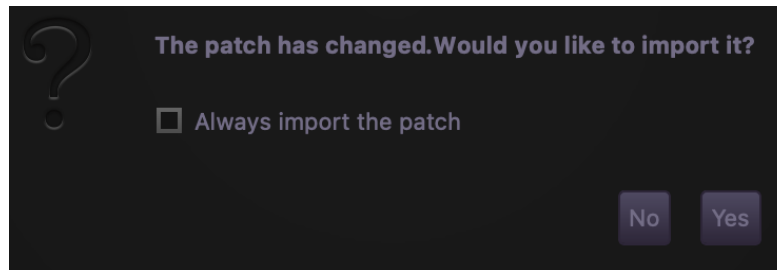 The patch has changed.Would you like to import it?
Always import the patch
No Yes